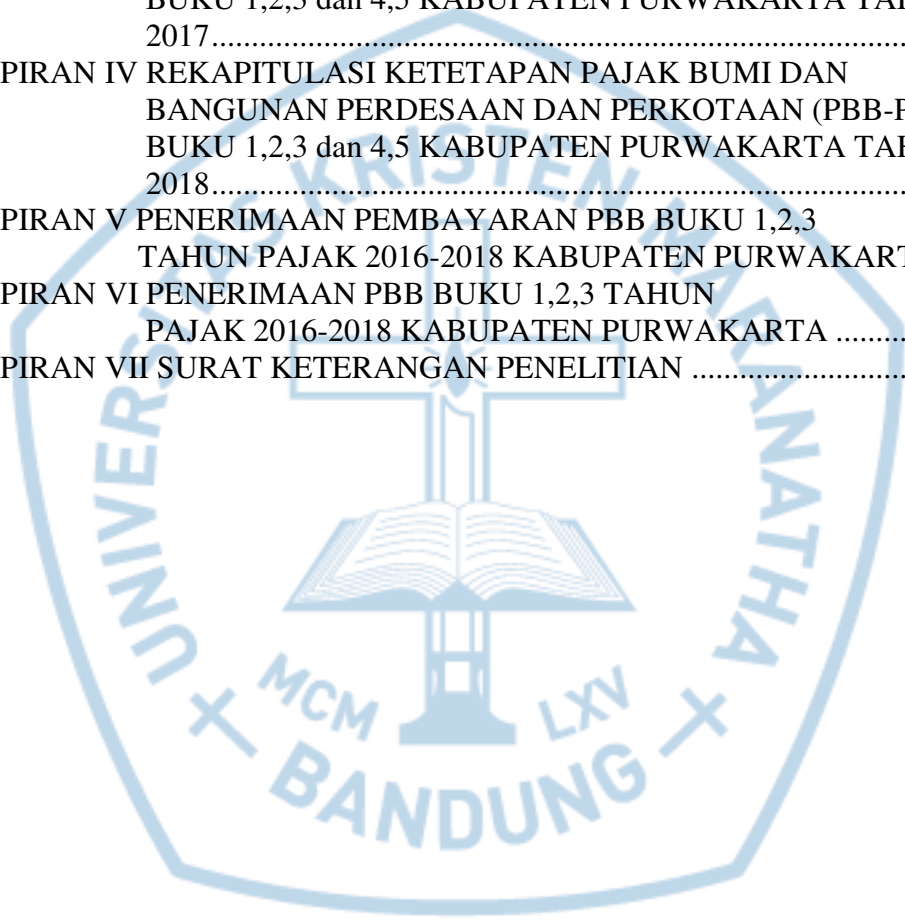 BUKU 1,2,3 dan 4,5 KABUPATEN PURWAKARTA
2017
PIRAN IV REKAPITULASI KETETAPAN PAJAK BUMI DAN
BANGUNAN PERDESAAN DAN PERKOTAAN (PBB-P
BUKU 1,2,3 dan 4,5 KABUPATEN PURWAKARTA TAH
2018
PIRAN V PENERIMAAN PEMBAYARAN PBB BUKU 1,2,3
TAHUN PAJAK 2016-2018 KABUPATEN PURWAKART
PIRAN VI PENERIMAAN PBB BUKU 1,2,3 TAHUN
PAJAK 2016-2018 KABUPATEN PURWAKARTA ..........
PIRAN VII SURAT KETERANGAN PENELITIAN ...........................
UNIVERSITAS KRISTEN MARANATHA
MCM LXV
BANDUNG